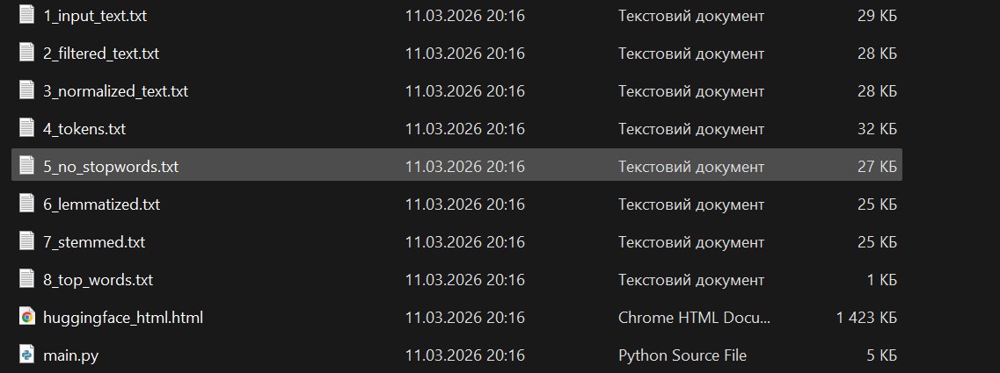 1_input_text.txt 11.03.2026 20:16 Текстовий документ 29 КБ
2_filtered_text.txt 11.03.2026 20:16 Текстовий документ 28 КБ
3_normalized_text.txt 11.03.2026 20:16 Текстовий документ 28 КБ
4_tokens.txt 11.03.2026 20:16 Текстовий документ 32 КБ
5_no_stopwords.txt 11.03.2026 20:16 Текстовий документ 27 КБ
6_lemmatized.txt 11.03.2026 20:16 Текстовий документ 25 КБ
7_stemmed.txt 11.03.2026 20:16 Текстовий документ 25 КБ
8_top_words.txt 11.03.2026 20:16 Текстовий документ 1 КБ
huggingface_html.html 11.03.2026 20:16 Chrome HTML Docu... 1 423 КБ
main.py 11.03.2026 20:16 Python Source File 5 КБ